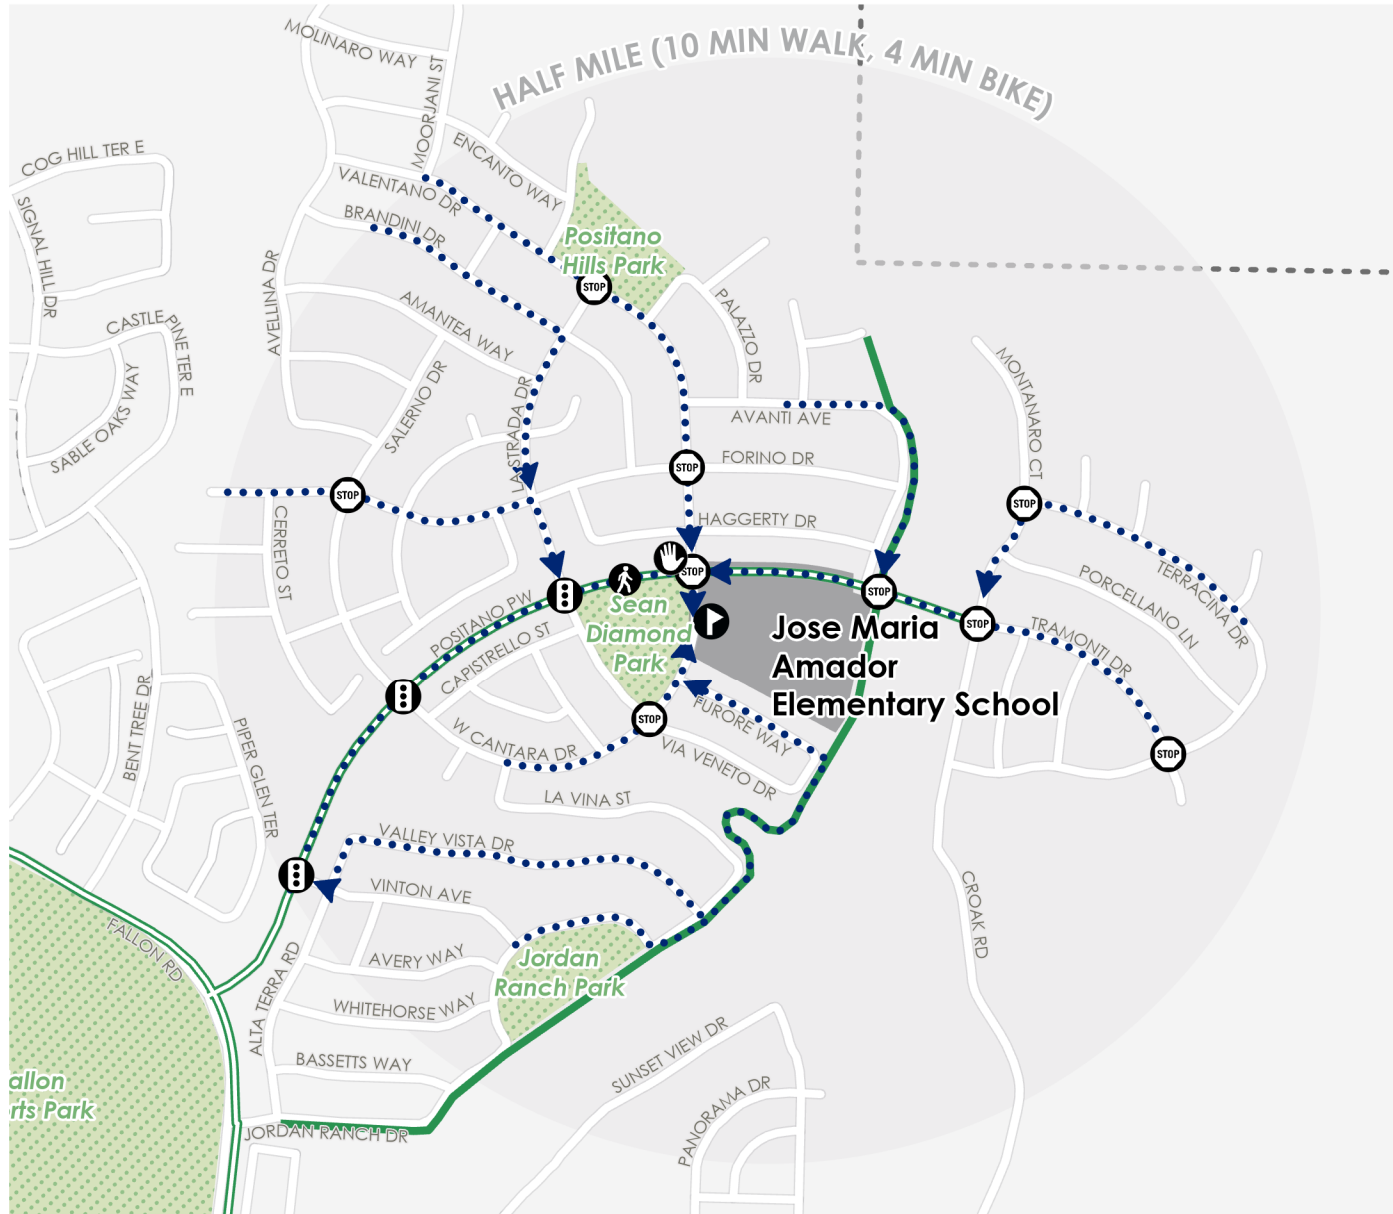 MOLINARO WAY
HALF MILE (10 MIN WALK, 4 MIN BIKE)
MOORJANI ST
ENCANTO WAY
COG HILL TER E
VALENTANO DR
BRANDINI DR
SIGNAL HILL DR
Positano
Hills Park
STOP
AVELLINA DR
AMANTEA WAY
PALAZZO DR
CASTLE PINE TER E
MONTANARO CT
SABLE OAKS WAY
SALERNO DR
LA STRADA DR
AVANTI AVE
FORINO DR
STOP
STOP
STOP
CERRETO ST
HAGGERTY DR
STOP
TERRACINA DR
PORCELLANO LN
POSITANO PW
Sean
Diamond
Park
STOP
STOP
Jose Maria
Amador
Elementary School
CAPISTRELLO ST
TRAMONTI DR
BENT TREE DR
PIPER GLEN TER
W CANTARA DR
STOP
FURORE WAY
VIA VENETO DR
STOP
LA VINA ST
VALLEY VISTA DR
VINTON AVE
CROAK RD
FALLON RD
AVERY WAY
Jordan
Ranch Park
ALTA TERRA RD
WHITEHORSE WAY
BASSETTS WAY
SUNSET VIEW DR
PANORAMA DR
allon
rts Park
JORDAN RANCH DR